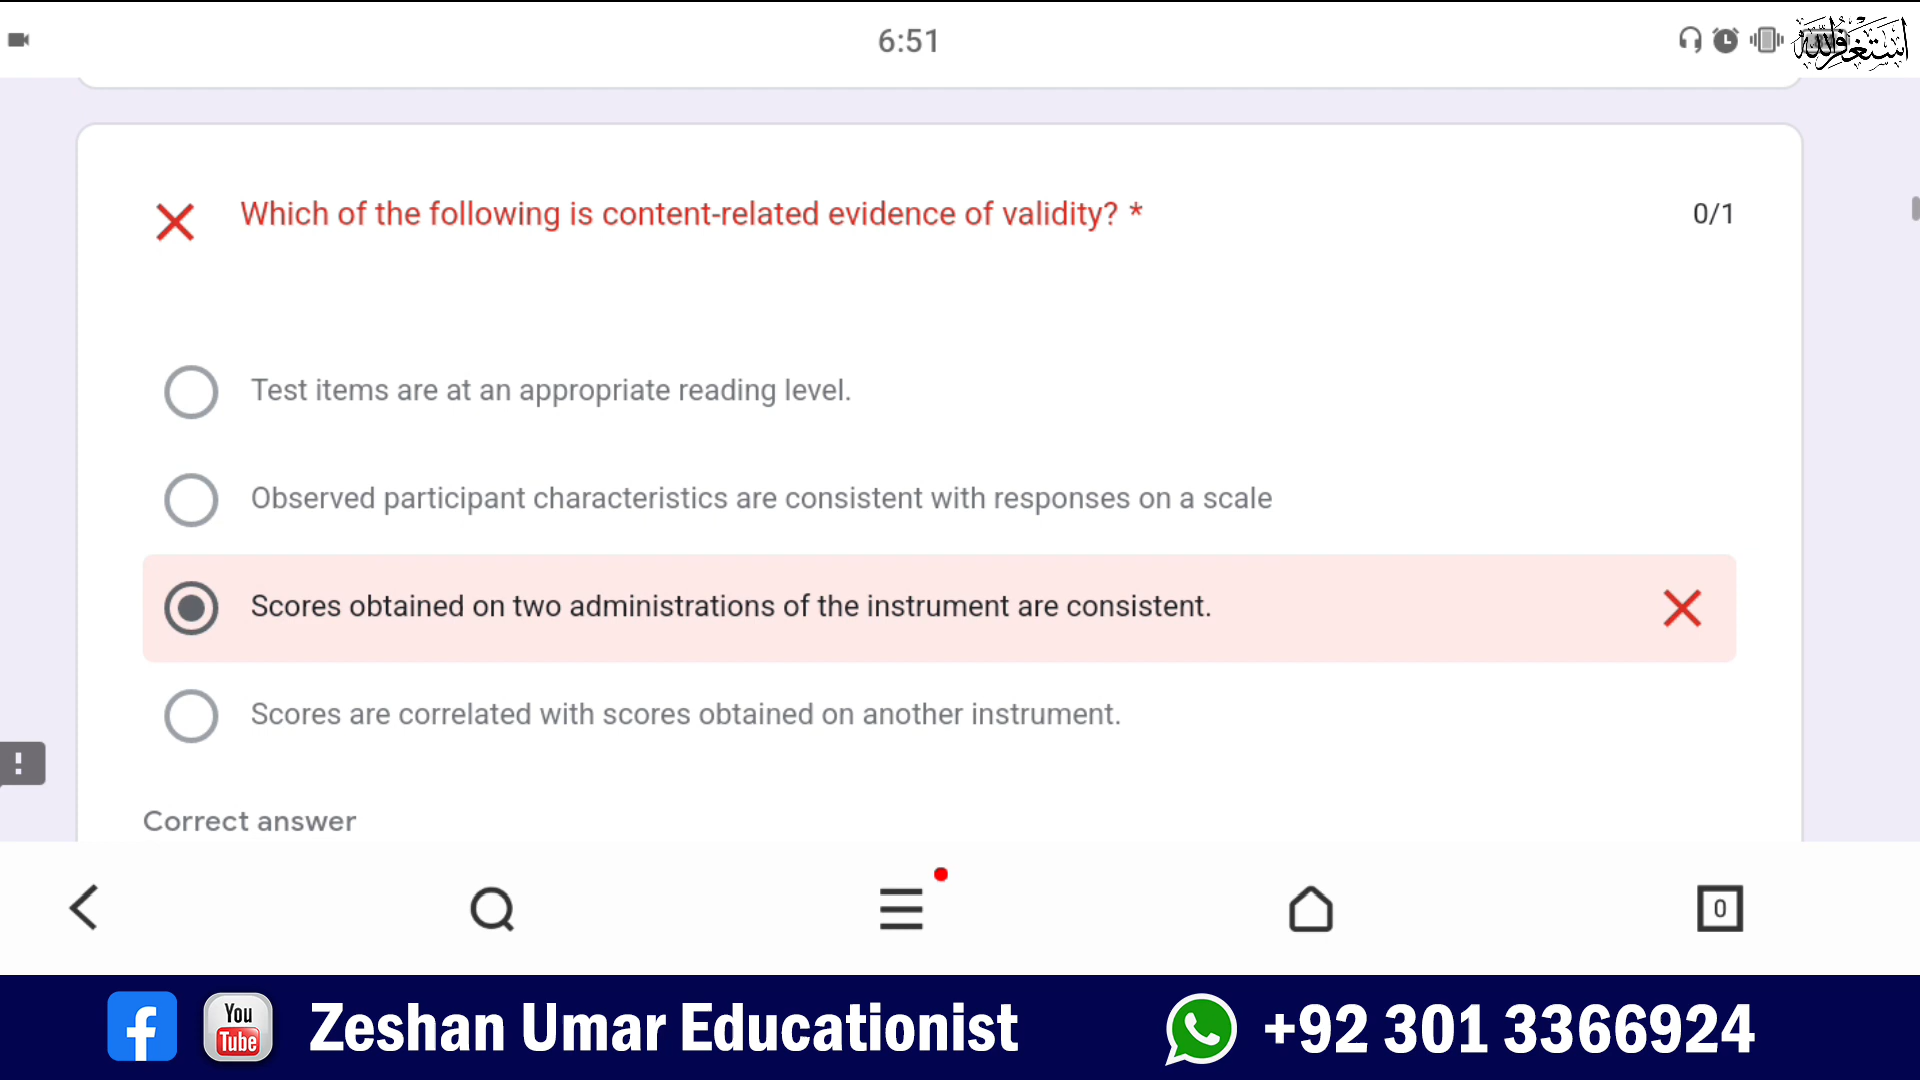 6:51
أستغفر الله
Which of the following is content-related evidence of validity? *
0/1
Test items are at an appropriate reading level.
Observed participant characteristics are consistent with responses on a scale
Scores obtained on two administrations of the instrument are consistent.
Scores are correlated with scores obtained on another instrument.
!
Correct answer
0
You
Tube
Zeshan Umar Educationist
+92 301 3366924